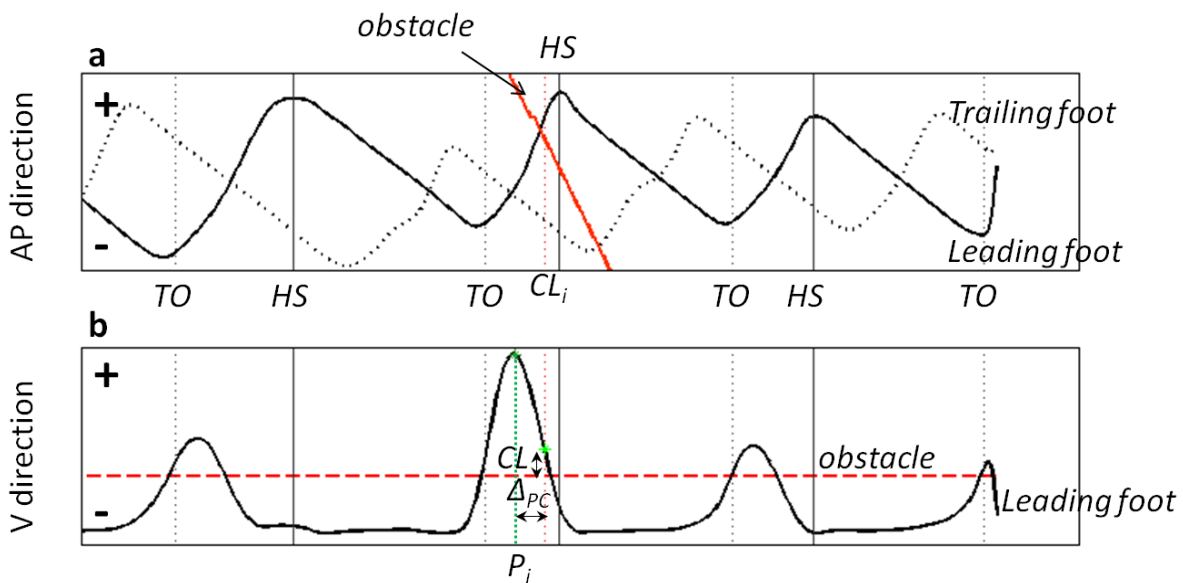 obstacle
a
HS
AP direction
+
Trailing foot
-
Leading foot
TO HS TO CLi TO HS TO
b
V direction
+
CL
obstacle
ΔPC
-
Leading foot
Pi